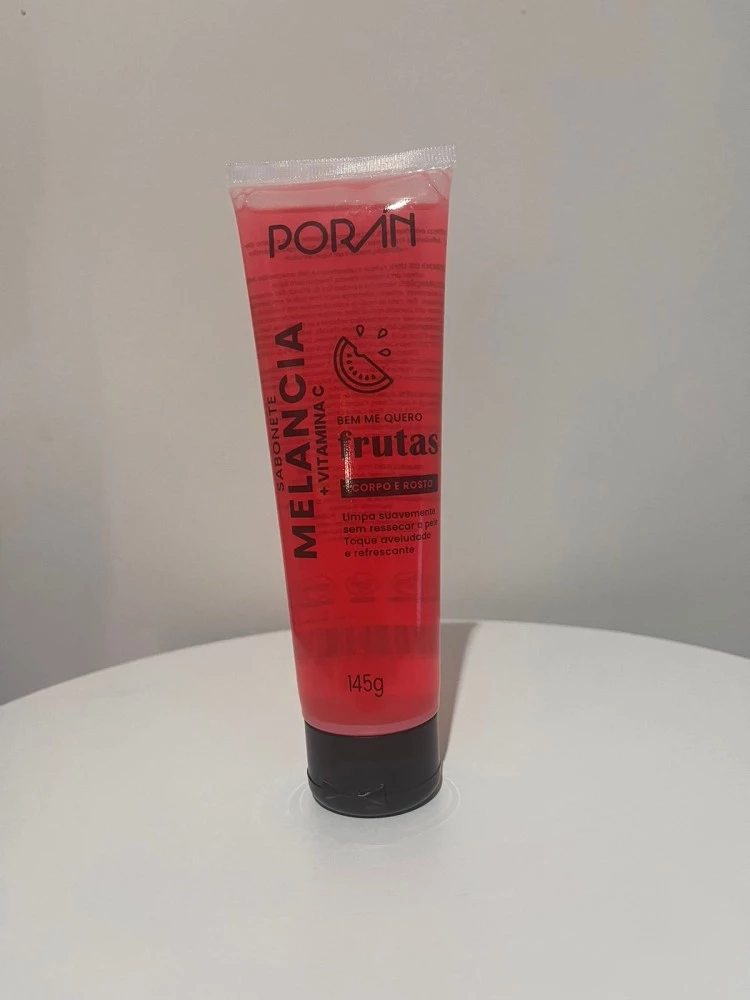 PORÁN
SABONETE
MELANCIA
+ VITAMINA C
BEM ME QUERO
frutas
CORPO E ROSTO
Limpa suavemente
sem ressecar a pele
Toque aveludado
e refrescante
145g